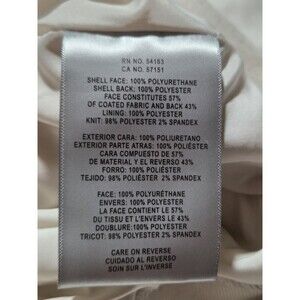 RN NO. 54163
CA NO. 57151
SHELL FACE: 100% POLYURETHANE
SHELL BACK: 100% POLYESTER
FACE CONSTITUTES 57%
OF COATED FABRIC AND BACK 43%
LINING: 100% POLYESTER
KNIT: 98% POLYESTER 2% SPANDEX
EXTERIOR CARA: 100% POLIURETANO
EXTERIOR PARTE ATRAS: 100% POLIÉSTER
CARA COMPUESTO DE 57%
DE MATERIAL Y EL REVERSO 43%
FORRO: 100% POLIÉSTER
TEJIDO: 98% POLIÉSTER 2% SPANDEX
FACE: 100% POLYURÉTHANE
ENVERS: 100% POLYESTER
LA FACE CONTIENT LE 57%
DU TISSU ET L'ENVERS DU 43%
DOUBLURE:100% POLYESTER
TRICOT: 98% POLYESTER 2% SPANDEX
CARE ON REVERSE
CUIDADO AL REVERSO
SOIN SUR L'INVERSE